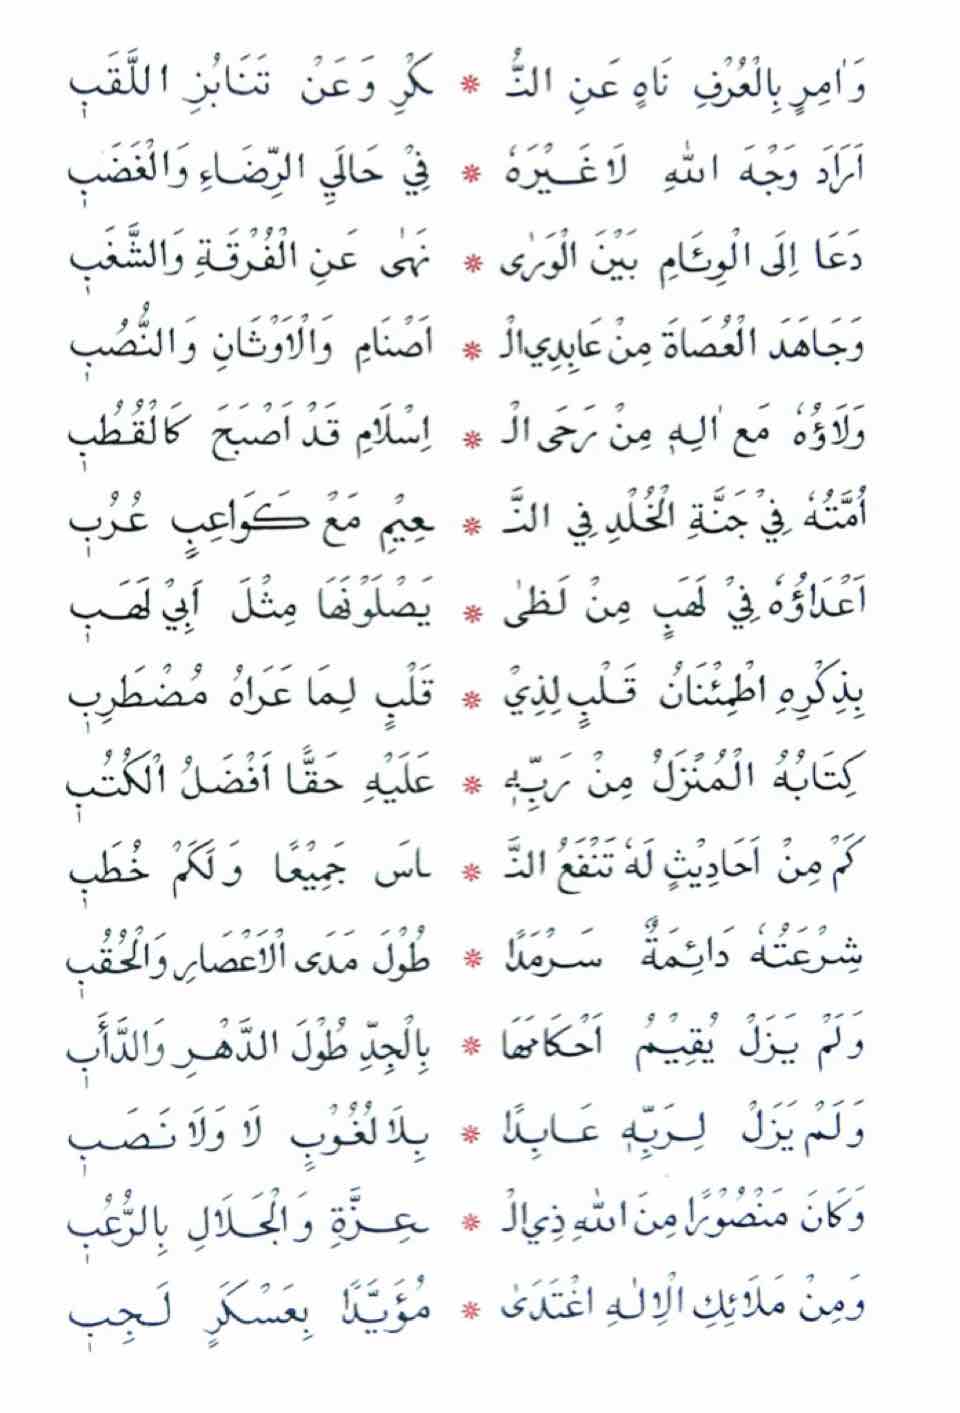 وَاٰمِرٍ بِالْعُرْفِ نَاهٍ عَنِ النُّ * كْرِ وَعَنْ تَنَابُزِ اللَّقَبٖ
اَرَادَ وَجْهَ اللهِ لَا غَيْرَهٗ * فِيْ حَالَيِ الرِّضَاءِ وَالْغَضَبٖ
دَعَا اِلَى الْوِئَامِ بَيْنَ الْوَرٰى * نَهٰى عَنِ الْفُرْقَةِ وَالشَّغَبٖ
وَجَاهَدَ الْعُصَاةَ مِنْ عَابِدِي الْ * اَصْنَامِ وَالْاَوْثَانِ وَالنُّصُبٖ
وَلَاؤُهٗ مَع اٰلِهٖ مِنْ رَحَى الْ * اِسْلَامِ قَدْ اَصْبَحَ كَالْقُطُبٖ
اُمَّتُهٗ فِيْ جَنَّةِ الْخُلْدِ فِي النَّ * عِيْمِ مَعْ كَوَاعِبٍ عُرُبٖ
اَعْدَاؤُهٗ فِيْ لَهَبٍ مِنْ لَظٰى * يَصْلَوْنَهَا مِثْلَ اَبِيْ لَهَبٖ
بِذِكْرِهِ اطْمِئْنَانُ قَلْبٍ لِذِيْ * قَلْبٍ لِمَا عَرَاهُ مُضْطَرِبٖ
كِتَابُهُ الْمُنْزَلُ مِنْ رَبِّهٖ * عَلَيْهِ حَقًّا اَفْضَلُ الْكُتُبٖ
كَمْ مِنْ اَحَادِيْثٍ لَهٗ تَنْفَعُ النَّ * اسَ جَمِيْعًا وَلَكَمْ خُطَبٖ
شِرْعَتُهٗ دَائِمَةٌ سَرْمَدًا * طُوْلَ مَدَى الْاَعْصَارِ وَالْحُقُبٖ
وَلَمْ يَزَلْ يُقِيْمُ اَحْكَامَهَا * بِالْجِدِّ طُوْلَ الدَّهْرِ وَالدَّأَبٖ
وَلَمْ يَزَلْ لِرَبِّهٖ عَابِدًا * بِلَا لُغُوْبٍ لَا وَلَا نَصَبٖ
وَكَانَ مَنْصُوْرًا مِنَ اللهِ ذِي الْ * عِزَّةِ وَالْجَلَالِ بِالرُّعُبٖ
وَمِنْ مَلَائِكِ الْاِلٰهِ اغْتَدٰى * مُؤَيَّدًا بِعَسْكَرٍ لَجِبٖ